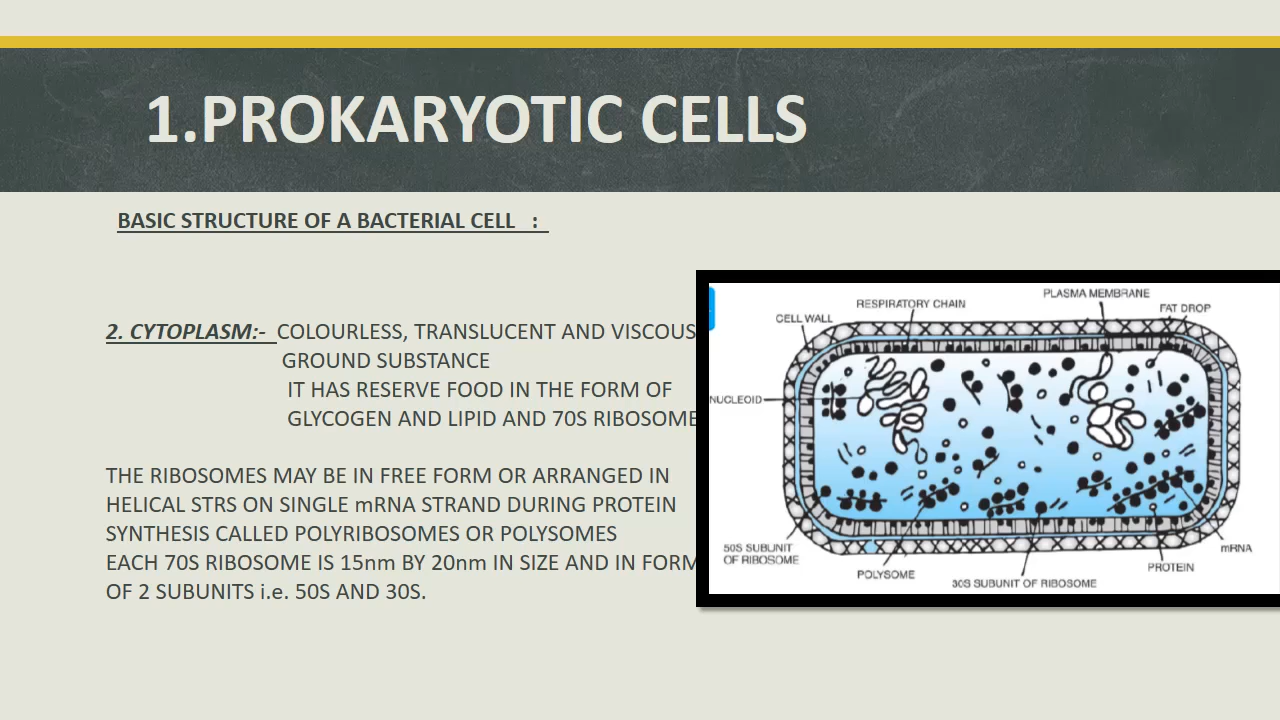 1.PROKARYOTIC CELLS
BASIC STRUCTURE OF A BACTERIAL CELL :
2. CYTOPLASM:- COLOURLESS, TRANSLUCENT AND VISCOUS
GROUND SUBSTANCE
IT HAS RESERVE FOOD IN THE FORM OF
GLYCOGEN AND LIPID AND 70S RIBOSOME
THE RIBOSOMES MAY BE IN FREE FORM OR ARRANGED IN
HELICAL STRS ON SINGLE mRNA STRAND DURING PROTEIN
SYNTHESIS CALLED POLYRIBOSOMES OR POLYSOMES
EACH 70S RIBOSOME IS 15nm BY 20nm IN SIZE AND IN FORM
OF 2 SUBUNITS i.e. 50S AND 30S.
PLASMA MEMBRANE
RESPIRATORY CHAIN
FAT DROP
CELL WALL
NUCLEOID
50S SUBUNIT
OF RIBOSOME
mRNA
PROTEIN
POLYSOME
30S SUBUNIT OF RIBOSOME